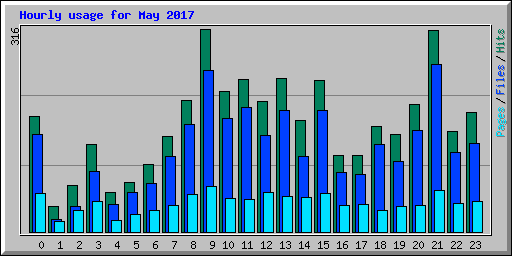 Hourly usage for May 2017
316
Pages/Files/Hits
0 1 2 3 4 5 6 7 8 9 10 11 12 13 14 15 16 17 18 19 20 21 22 23